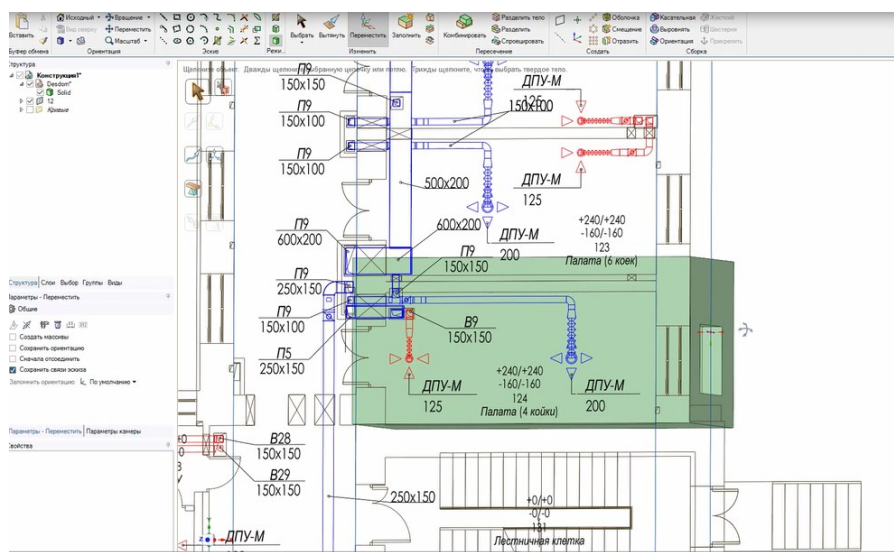 Исходный
Вращение
Вид сверху
Переместить
Вставить
Масштаб
Выбрать
Вытянуть
Переместить
Заполнить
Комбинировать
Разделить тело
Разделить
Спроецировать
Оболочка
Смещение
Отразить
Касательная
Жёсткий
Выровнять
Шестерня
Ориентация
Прикрепить
Буфер обмена
Ориентация
Эскиз
Режи...
Изменить
Пересечение
Создать
Сборка
Структура
Щелкните объект. Дважды щелкните, чтобы выбрать цепочку или петлю. Трижды щелкните, чтобы выбрать твердое тело.
Конструкция1*
Desdom*
Solid
12
Кривые
П9
150x150
П9
150x100
П9
150x100
ДПУ-М
125
150x100
500x200
ДПУ-М
125
П9
600x200
600x200
ДПУ-М
200
+240/+240
-160/-160
123
Палата (6 коек)
П9
150x150
П9
250x150
П9
150x100
П5
250x150
В9
150x150
ДПУ-М
125
+240/+240
-160/-160
124
Палата (4 койки)
ДПУ-М
200
Структура Слои Выбор Группы Виды
Параметры - Переместить
Общие
Создать массивы
Сохранить ориентацию
Сначала отсоединить
Сохранить связи эскиза
Запомнить ориентацию По умолчанию
Параметры - Переместить Параметры камеры
Свойства
В28
150x150
В29
150x150
250x150
+0/+0
-0/-0
131
Лестничная клетка
ДПУ-М